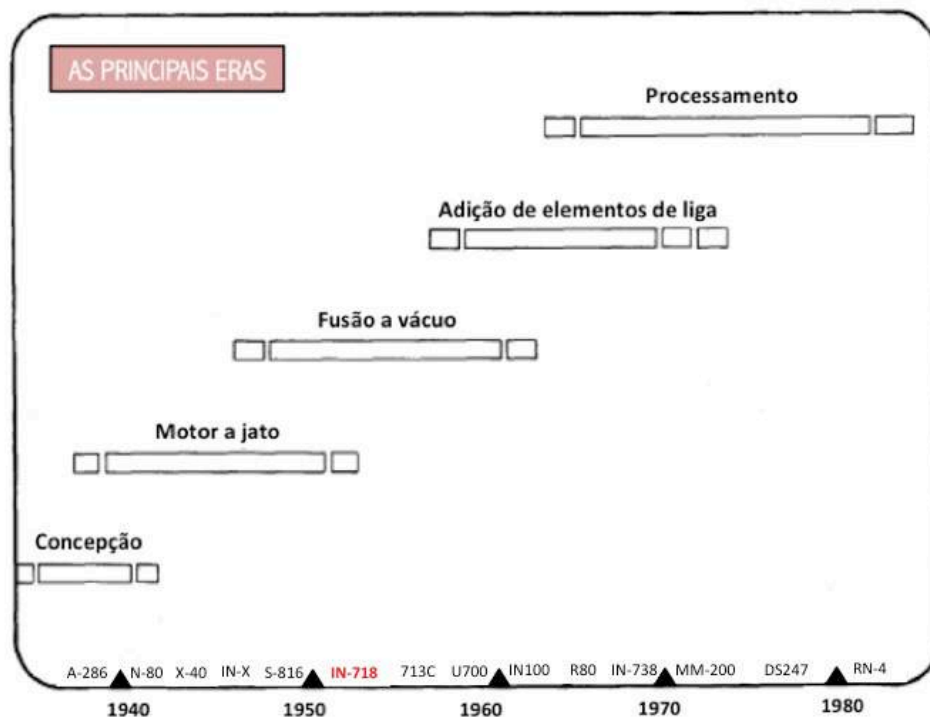 AS PRINCIPAIS ERAS
Processamento
Adição de elementos de liga
Fusão a vácuo
Motor a jato
Concepção
A-286 N-80 X-40 IN-X S-816 IN-718 713C U700 IN100 R80 IN-738 MM-200 DS247 RN-4
1940 1950 1960 1970 1980